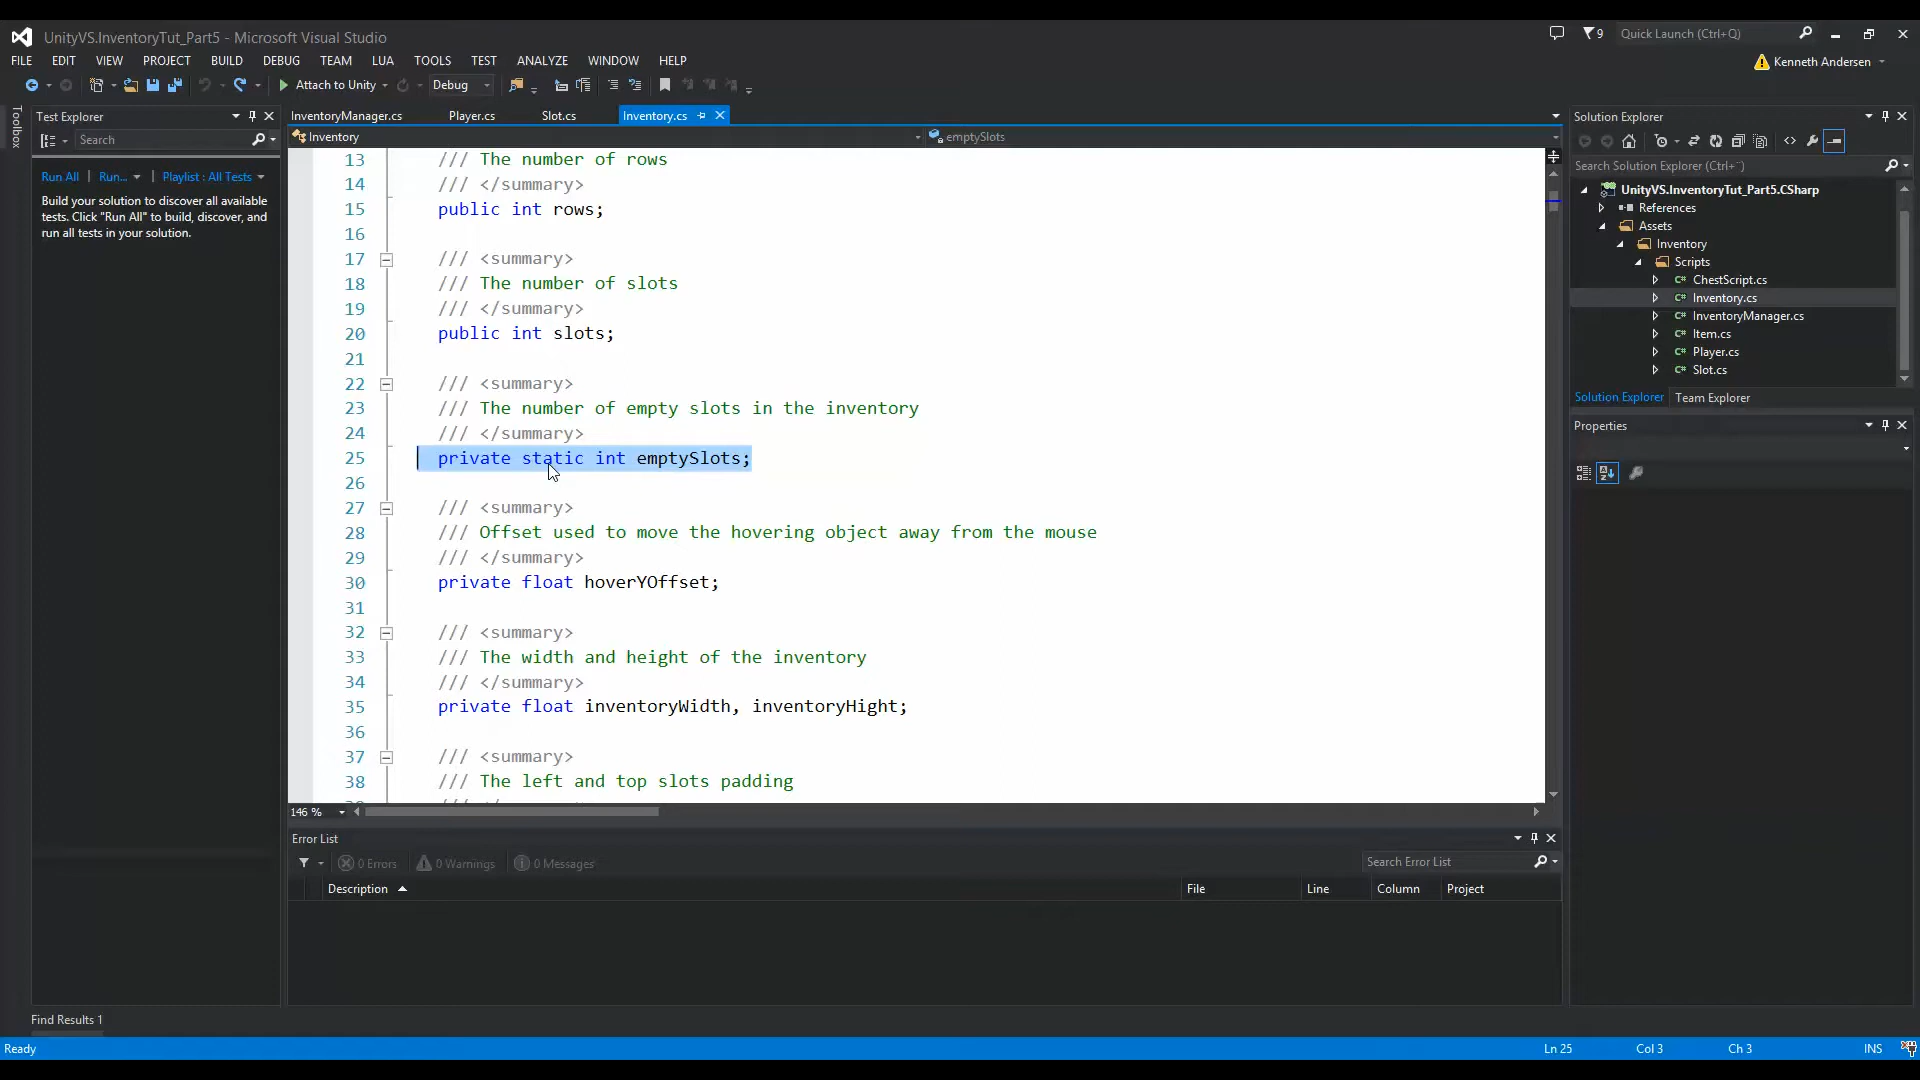 UnityVS.InventoryTut_Part5 - Microsoft Visual Studio
9
Quick Launch (Ctrl+Q)
FILE EDIT VIEW PROJECT BUILD DEBUG TEAM LUA TOOLS TEST ANALYZE WINDOW HELP
Kenneth Andersen
Attach to Unity
Debug
Toolbox
Test Explorer
Search
Run All | Run... | Playlist : All Tests
Build your solution to discover all available
tests. Click "Run All" to build, discover, and
run all tests in your solution.
InventoryManager.cs Player.cs Slot.cs Inventory.cs
Inventory
emptySlots
13 /// The number of rows
14 /// </summary>
15 public int rows;
16
17 /// <summary>
18 /// The number of slots
19 /// </summary>
20 public int slots;
21
22 /// <summary>
23 /// The number of empty slots in the inventory
24 /// </summary>
25 private static int emptySlots;
26
27 /// <summary>
28 /// Offset used to move the hovering object away from the mouse
29 /// </summary>
30 private float hoverYOffset;
31
32 /// <summary>
33 /// The width and height of the inventory
34 /// </summary>
35 private float inventoryWidth, inventoryHight;
36
37 /// <summary>
38 /// The left and top slots padding
146 %
Error List
0 Errors
0 Warnings
0 Messages
Search Error List
Description
File
Line
Column
Project
Solution Explorer
Search Solution Explorer (Ctrl+¨)
UnityVS.InventoryTut_Part5.CSharp
References
Assets
Inventory
Scripts
C# ChestScript.cs
C# Inventory.cs
C# InventoryManager.cs
C# Item.cs
C# Player.cs
C# Slot.cs
Solution Explorer Team Explorer
Properties
Find Results 1
Ready
Ln 25
Col 3
Ch 3
INS